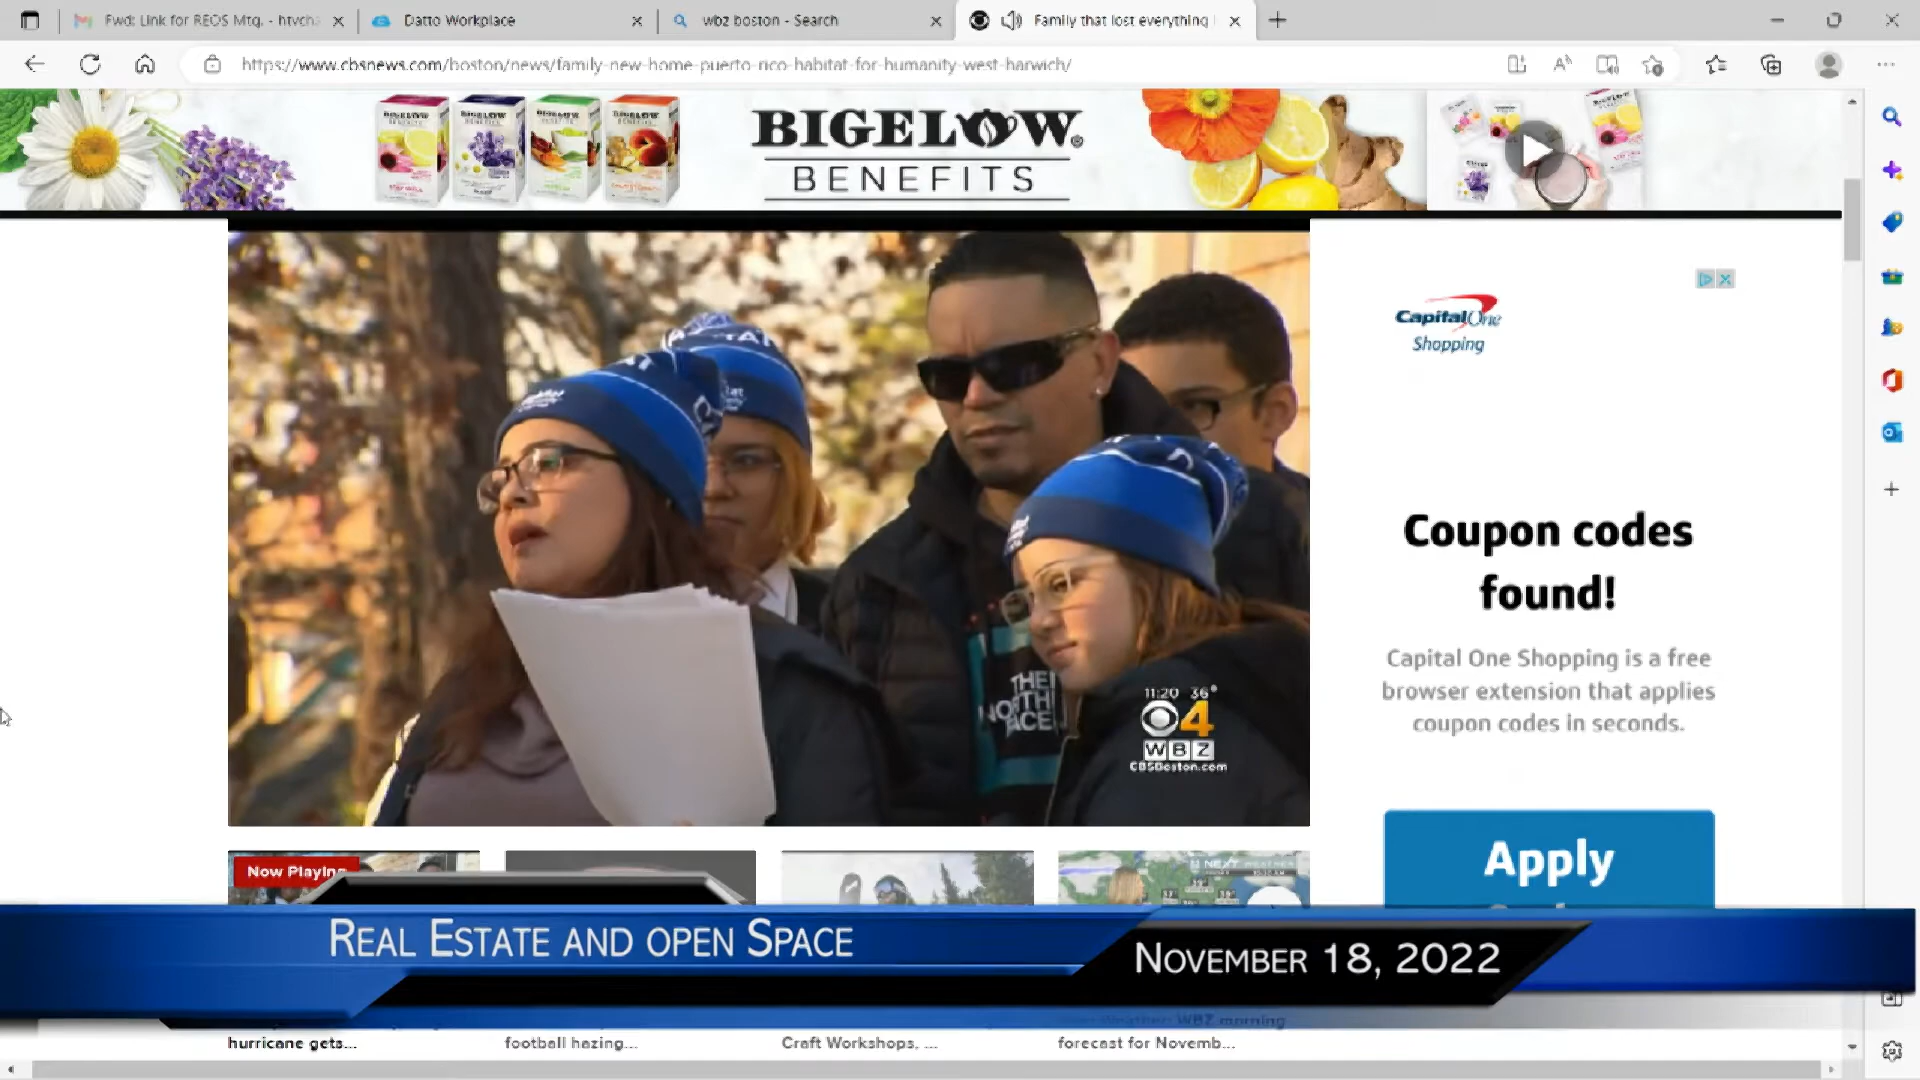 Fwd: Link for REOS Mtg. - htvcha
Datto Workplace
wbz boston - Search
Family that lost everything
https://www.cbsnews.com/boston/news/family-new-home-puerto-rico-habitat-for-humanity-west-harwich/
BIGELOW
BENEFITS
CapitalOne
Shopping
Coupon codes
found!
Capital One Shopping is a free
browser extension that applies
coupon codes in seconds.
THE
NORTH
FACE
11:20 36°
4
WBZ
CBSBoston.com
Apply
Now Playing
REAL ESTATE AND OPEN SPACE
NOVEMBER 18, 2022
WBZ morning
hurricane gets...
football hazing...
Craft Workshops, ...
forecast for Novemb...